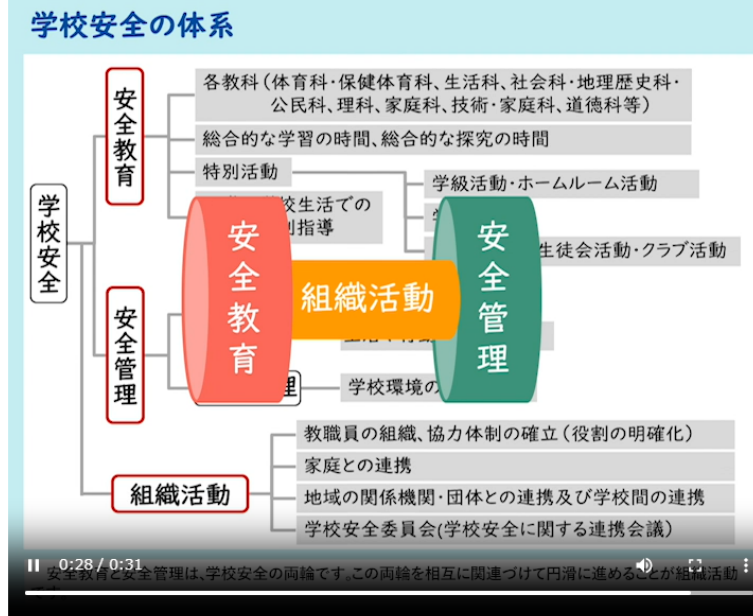 学校安全の体系
学校安全
安全教育
各教科（体育科・保健体育科、生活科、社会科・地理歴史科・
公民科、理科、家庭科、技術・家庭科、道徳科等）
総合的な学習の時間、総合的な探究の時間
特別活動
学級活動・ホームルーム活動
校生活での
指導
生徒会活動・クラブ活動
安全教育
組織活動
安全管理
安全管理
理
学校環境の
組織活動
教職員の組織、協力体制の確立（役割の明確化）
家庭との連携
地域の関係機関・団体との連携及び学校間の連携
学校安全委員会(学校安全に関する連携会議）
0:28 / 0:31
安全教育と安全管理は、学校安全の両輪です。この両輪を相互に関連づけて円滑に進めることが組織活動